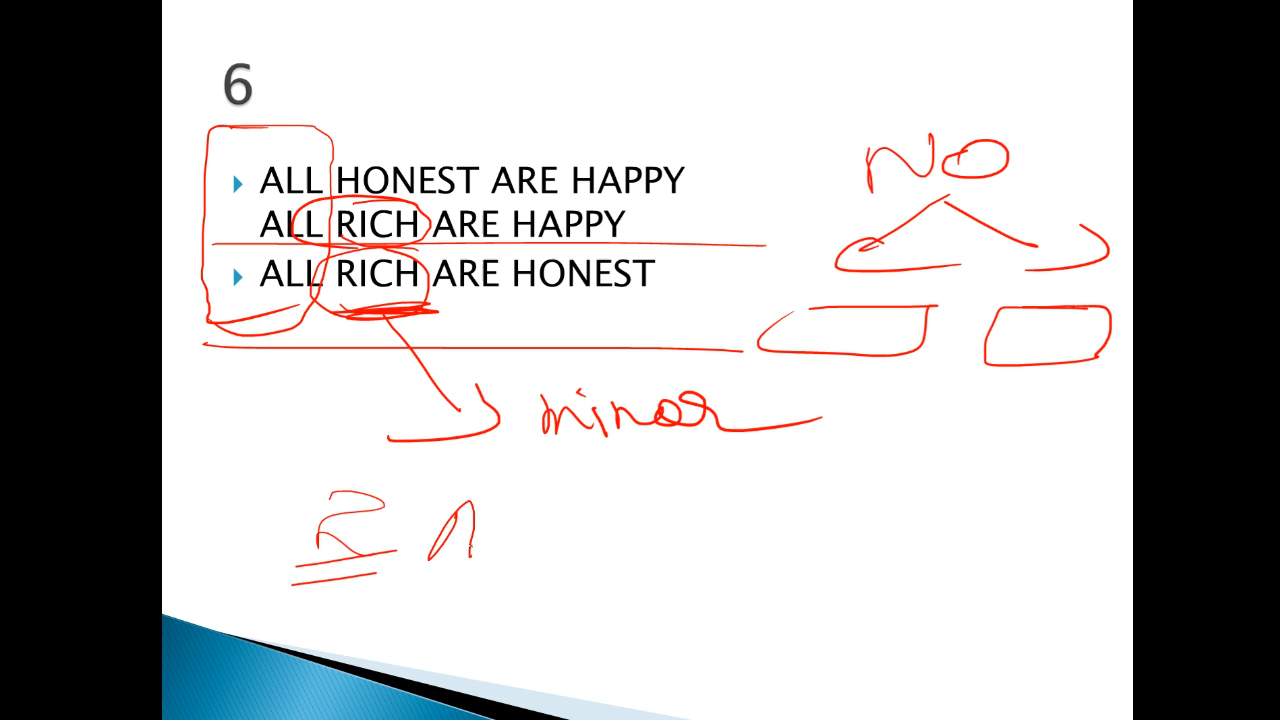 6
ALL HONEST ARE HAPPY
ALL RICH ARE HAPPY
ALL RICH ARE HONEST
NO
minor